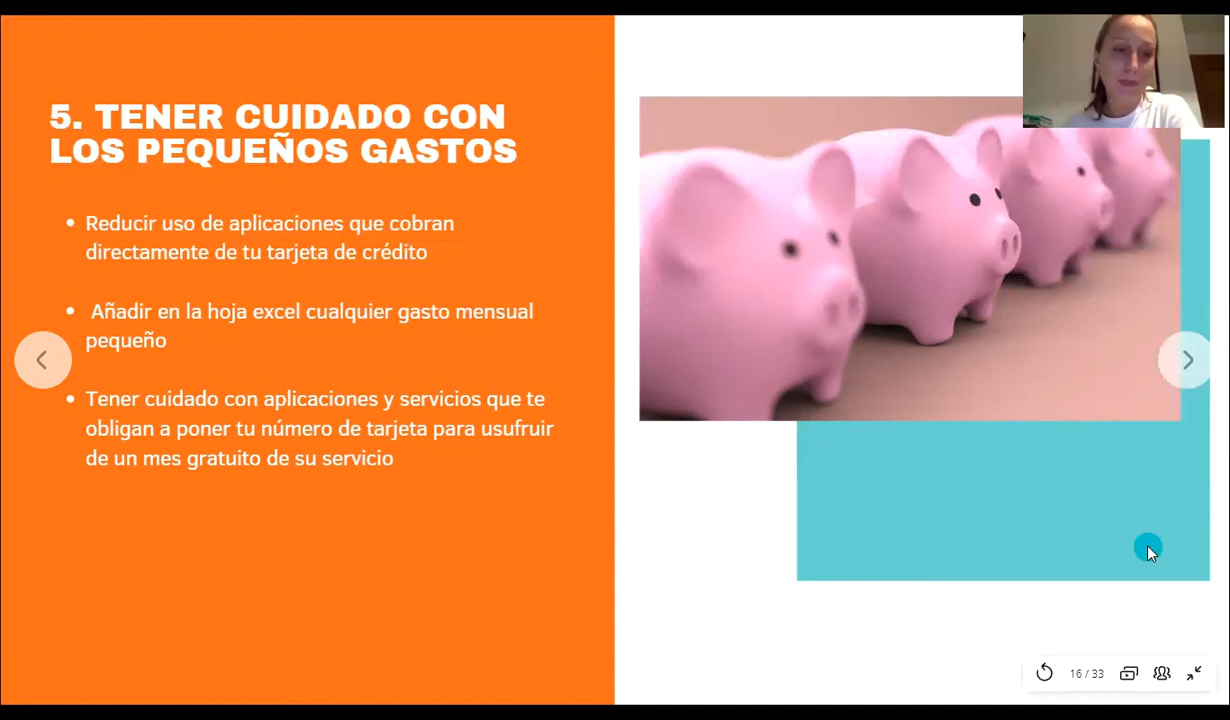 5. TENER CUIDADO CON
LOS PEQUEÑOS GASTOS
• Reducir uso de aplicaciones que cobran
directamente de tu tarjeta de crédito
• Añadir en la hoja excel cualquier gasto mensual
pequeño
• Tener cuidado con aplicaciones y servicios que te
obligan a poner tu número de tarjeta para usufruir
de un mes gratuito de su servicio
16 / 33